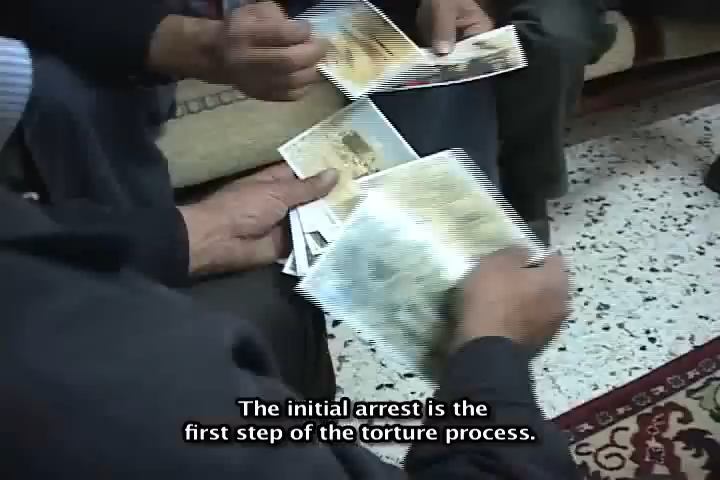 The initial arrest is the
first step of the torture process.